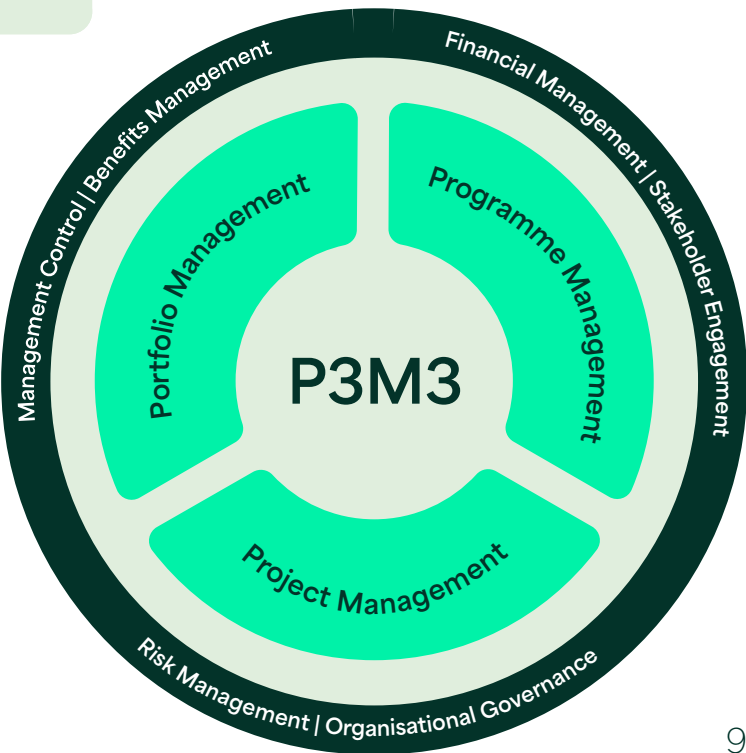 Management Control | Benefits Management
Financial Management | Stakeholder Engagement
Portfolio Management
Programme Management
P3M3
Project Management
Risk Management | Organisational Governance
9